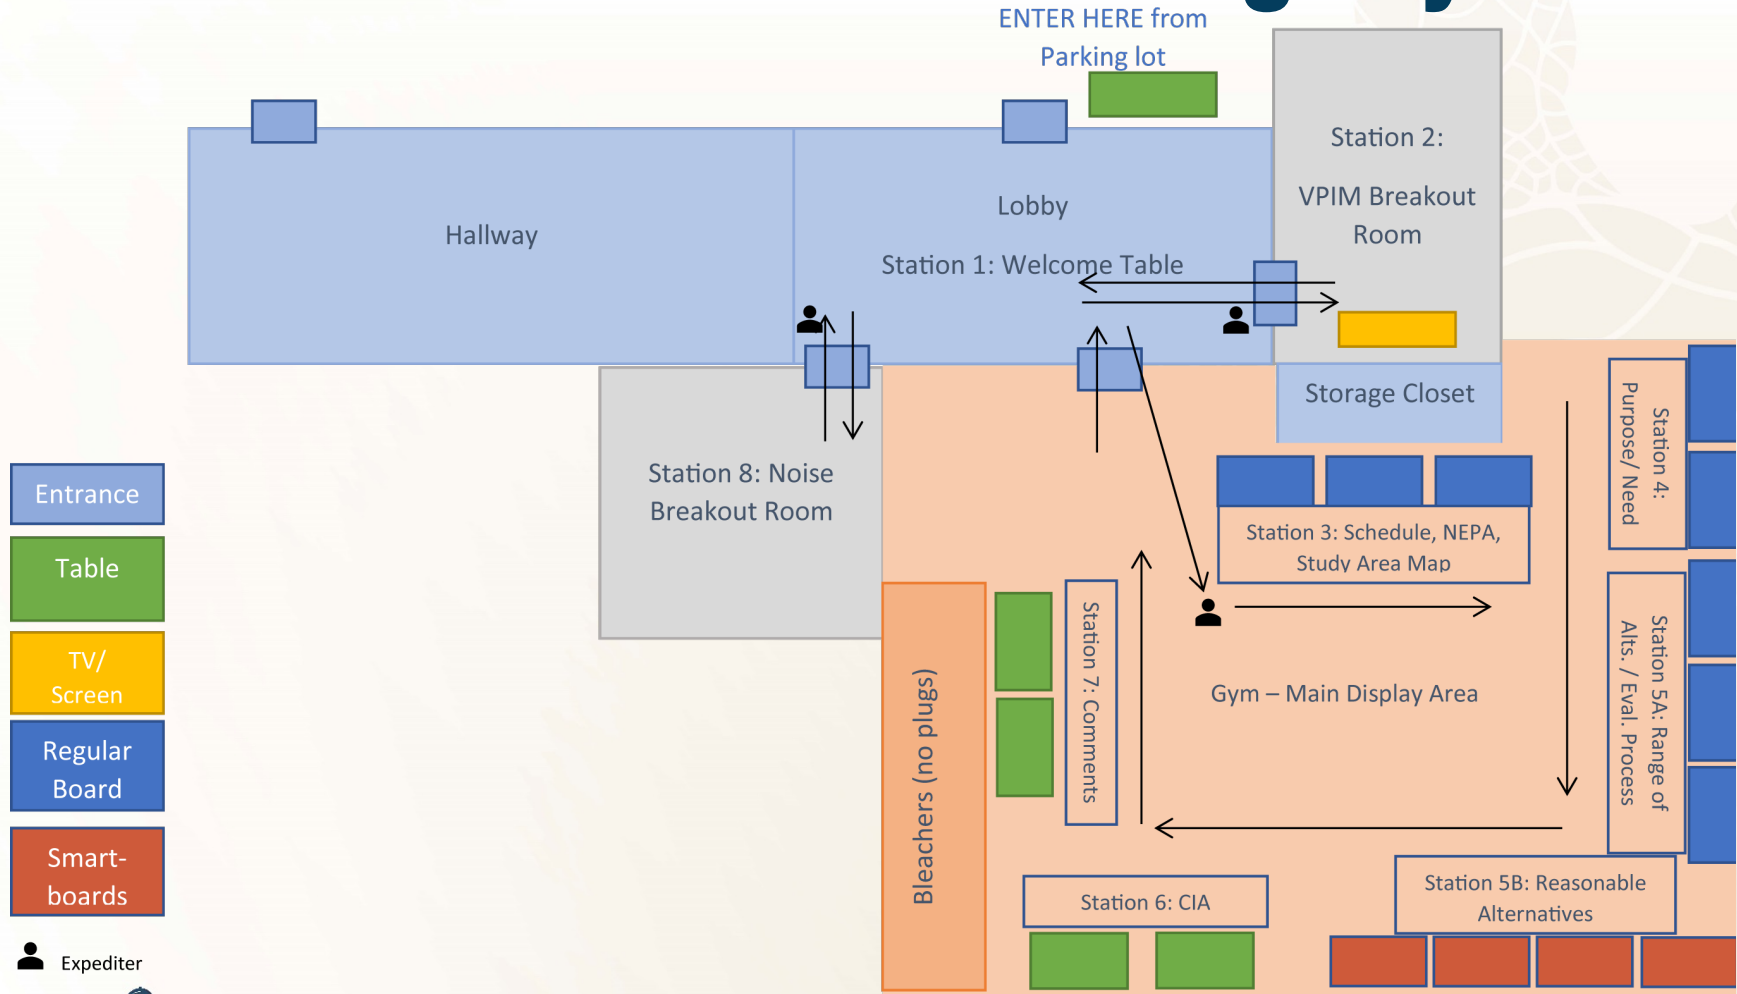 ENTER HERE from
Parking lot
Station 2:
VPIM Breakout
Room
Lobby
Hallway
Station 1: Welcome Table
Storage Closet
Station 4:
Purpose/ Need
Station 8: Noise
Breakout Room
Entrance
Table
TV/
Screen
Regular
Board
Smart-
boards
Expediter
Station 3: Schedule, NEPA,
Study Area Map
Station 7: Comments
Gym – Main Display Area
Station 5A: Range of
Alts. / Eval. Process
Bleachers (no plugs)
Station 6: CIA
Station 5B: Reasonable
Alternatives